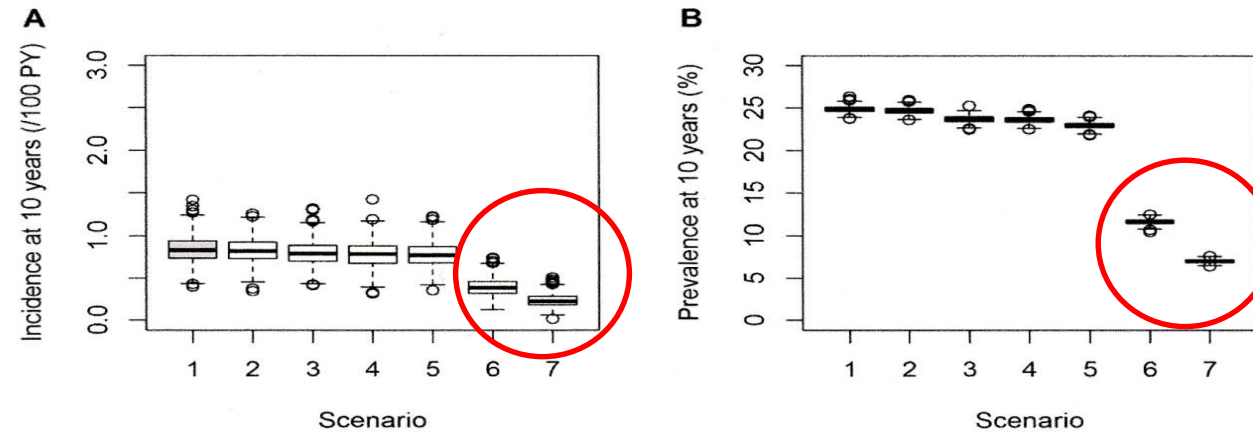 A
Incidence at 10 years (/100 PY)
3.0
2.0
1.0
0.0
1 2 3 4 5 6 7
Scenario
B
Prevalence at 10 years (%)
30
25
20
15
10
5
0
1 2 3 4 5 6 7
Scenario